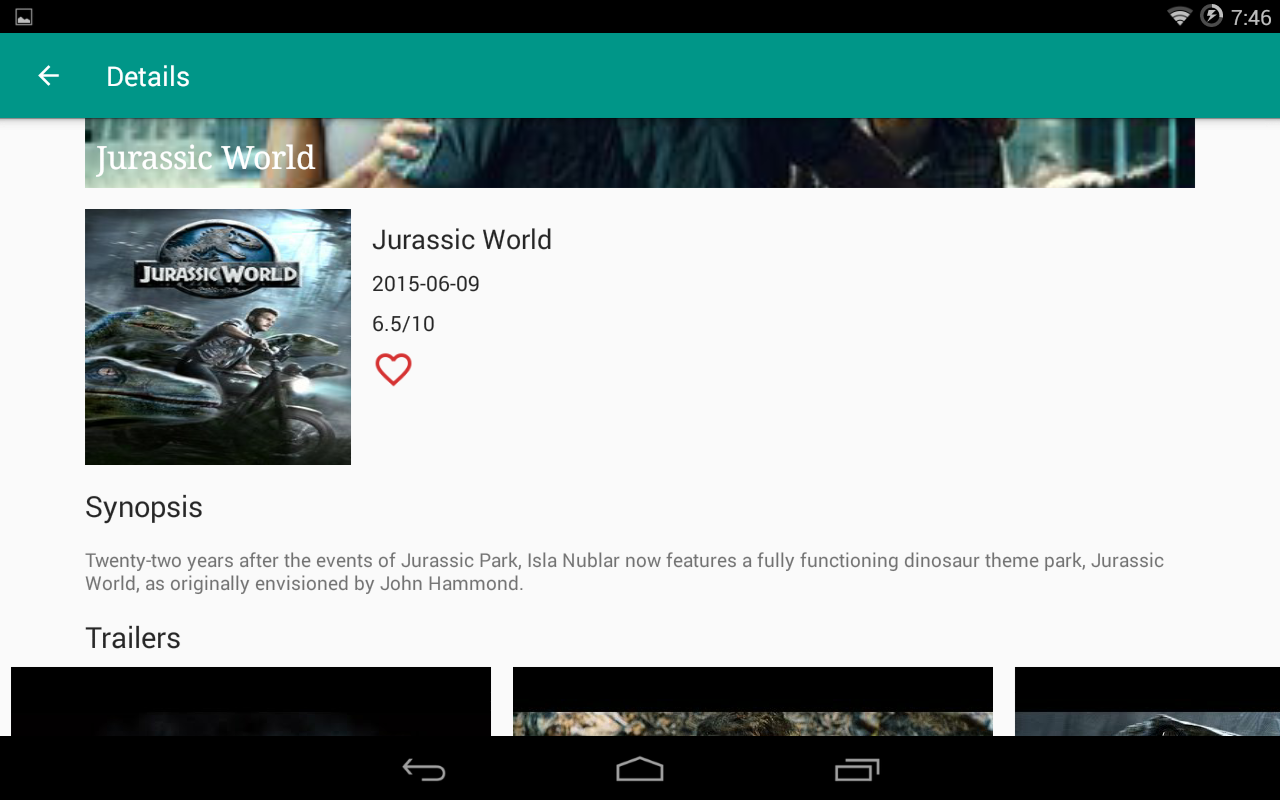 7:46
Details
Jurassic World
JURASSIC WORLD
Jurassic World
2015-06-09
6.5/10
Synopsis
Twenty-two years after the events of Jurassic Park, Isla Nublar now features a fully functioning dinosaur theme park, Jurassic
World, as originally envisioned by John Hammond.
Trailers